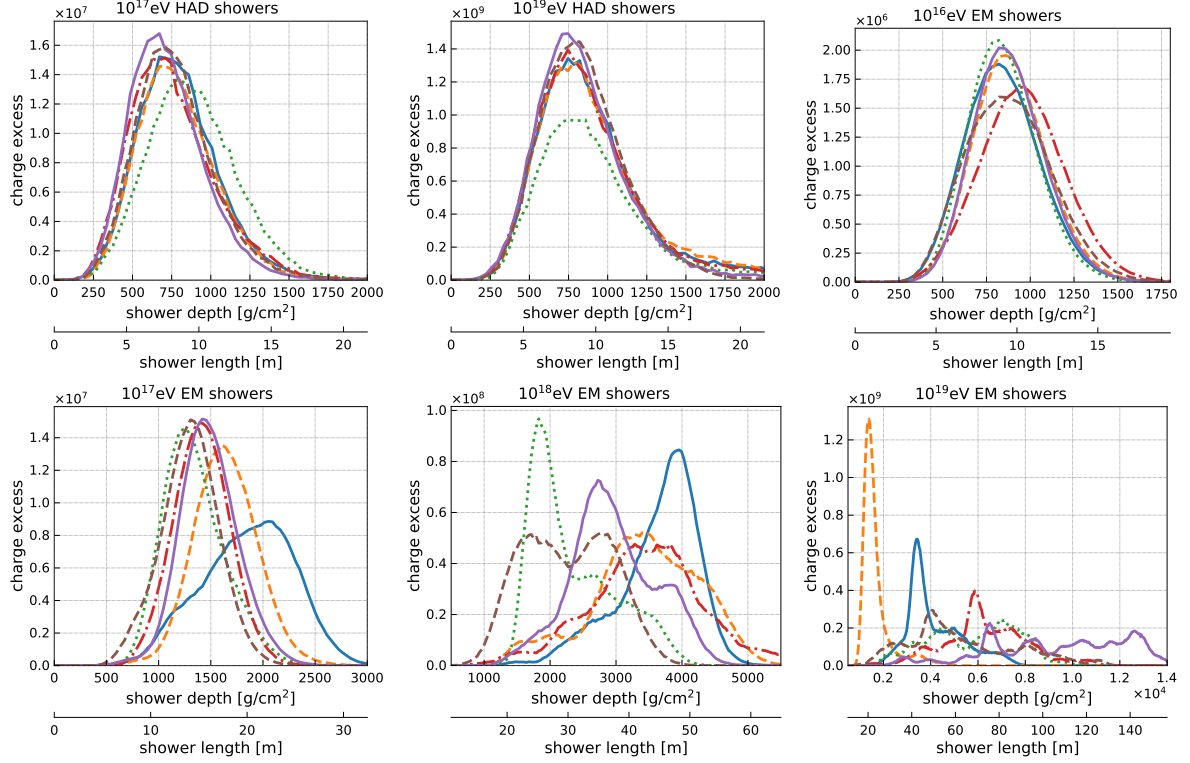 10¹⁷eV HAD showers
×10⁷
1.6
1.4
1.2
1.0
0.8
0.6
0.4
0.2
0.0
charge excess
0 250 500 750 1000 1250 1500 1750 2000
shower depth [g/cm²]
0 5 10 15 20
shower length [m]
10¹⁹eV HAD showers
×10⁹
1.4
1.2
1.0
0.8
0.6
0.4
0.2
0.0
charge excess
0 250 500 750 1000 1250 1500 1750 2000
shower depth [g/cm²]
0 5 10 15 20
shower length [m]
10¹⁶eV EM showers
×10⁶
2.00
1.75
1.50
1.25
1.00
0.75
0.50
0.25
0.00
charge excess
0 250 500 750 1000 1250 1500 1750
shower depth [g/cm²]
0 5 10 15
shower length [m]
10¹⁷eV EM showers
×10⁷
1.4
1.2
1.0
0.8
0.6
0.4
0.2
0.0
charge excess
0 500 1000 1500 2000 2500 3000
shower depth [g/cm²]
0 10 20 30
shower length [m]
10¹⁸eV EM showers
×10⁸
1.0
0.8
0.6
0.4
0.2
0.0
charge excess
1000 2000 3000 4000 5000
shower depth [g/cm²]
20 30 40 50 60
shower length [m]
10¹⁹eV EM showers
×10⁹
1.2
1.0
0.8
0.6
0.4
0.2
0.0
charge excess
0.2 0.4 0.6 0.8 1.0 1.2 1.4
×10⁴
shower depth [g/cm²]
20 40 60 80 100 120 140
shower length [m]